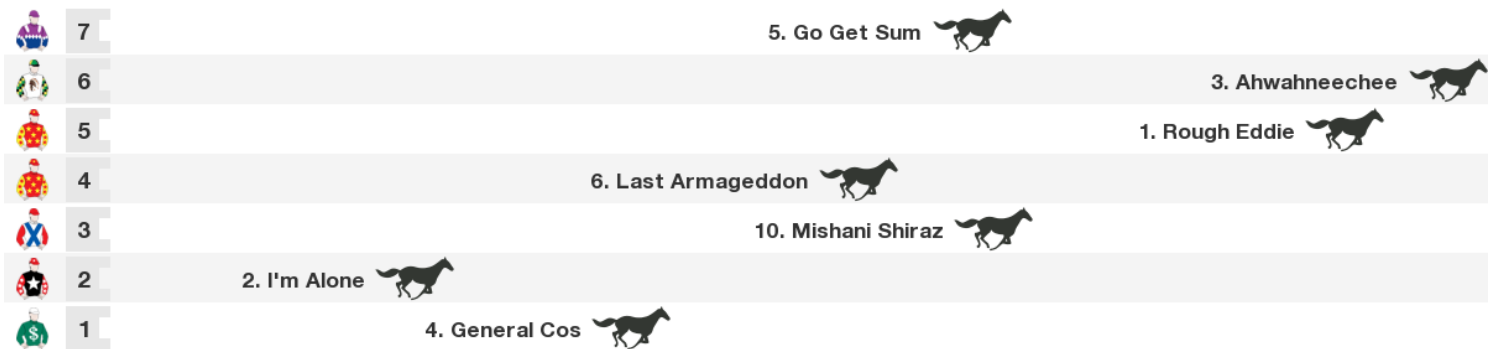 7 5. Go Get Sum
6 3. Ahwahneechee
5 1. Rough Eddie
4 6. Last Armageddon
3 10. Mishani Shiraz
2 2. I'm Alone
$ 1 4. General Cos